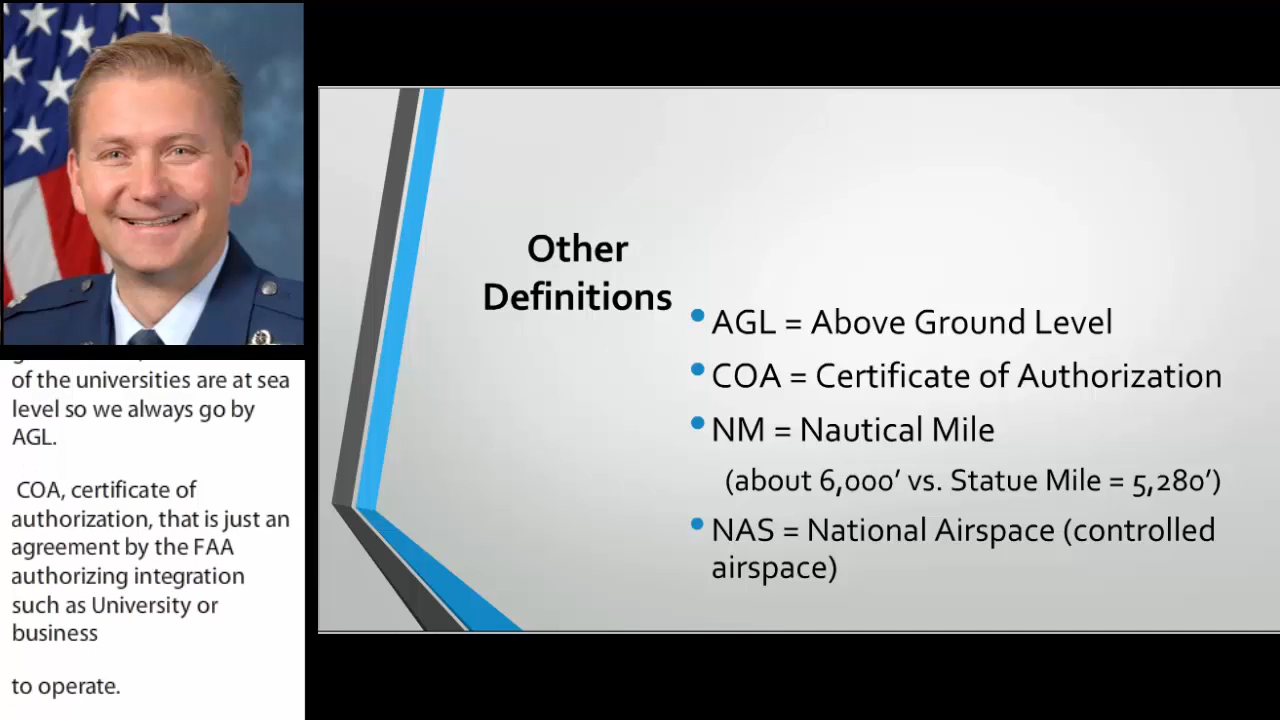 of the universities are at sea
level so we always go by
AGL.
COA, certificate of
authorization, that is just an
agreement by the FAA
authorizing integration
such as University or
business
to operate.
Other
Definitions
• AGL = Above Ground Level
• COA = Certificate of Authorization
• NM = Nautical Mile
(about 6,000’ vs. Statue Mile = 5,280’)
• NAS = National Airspace (controlled
airspace)